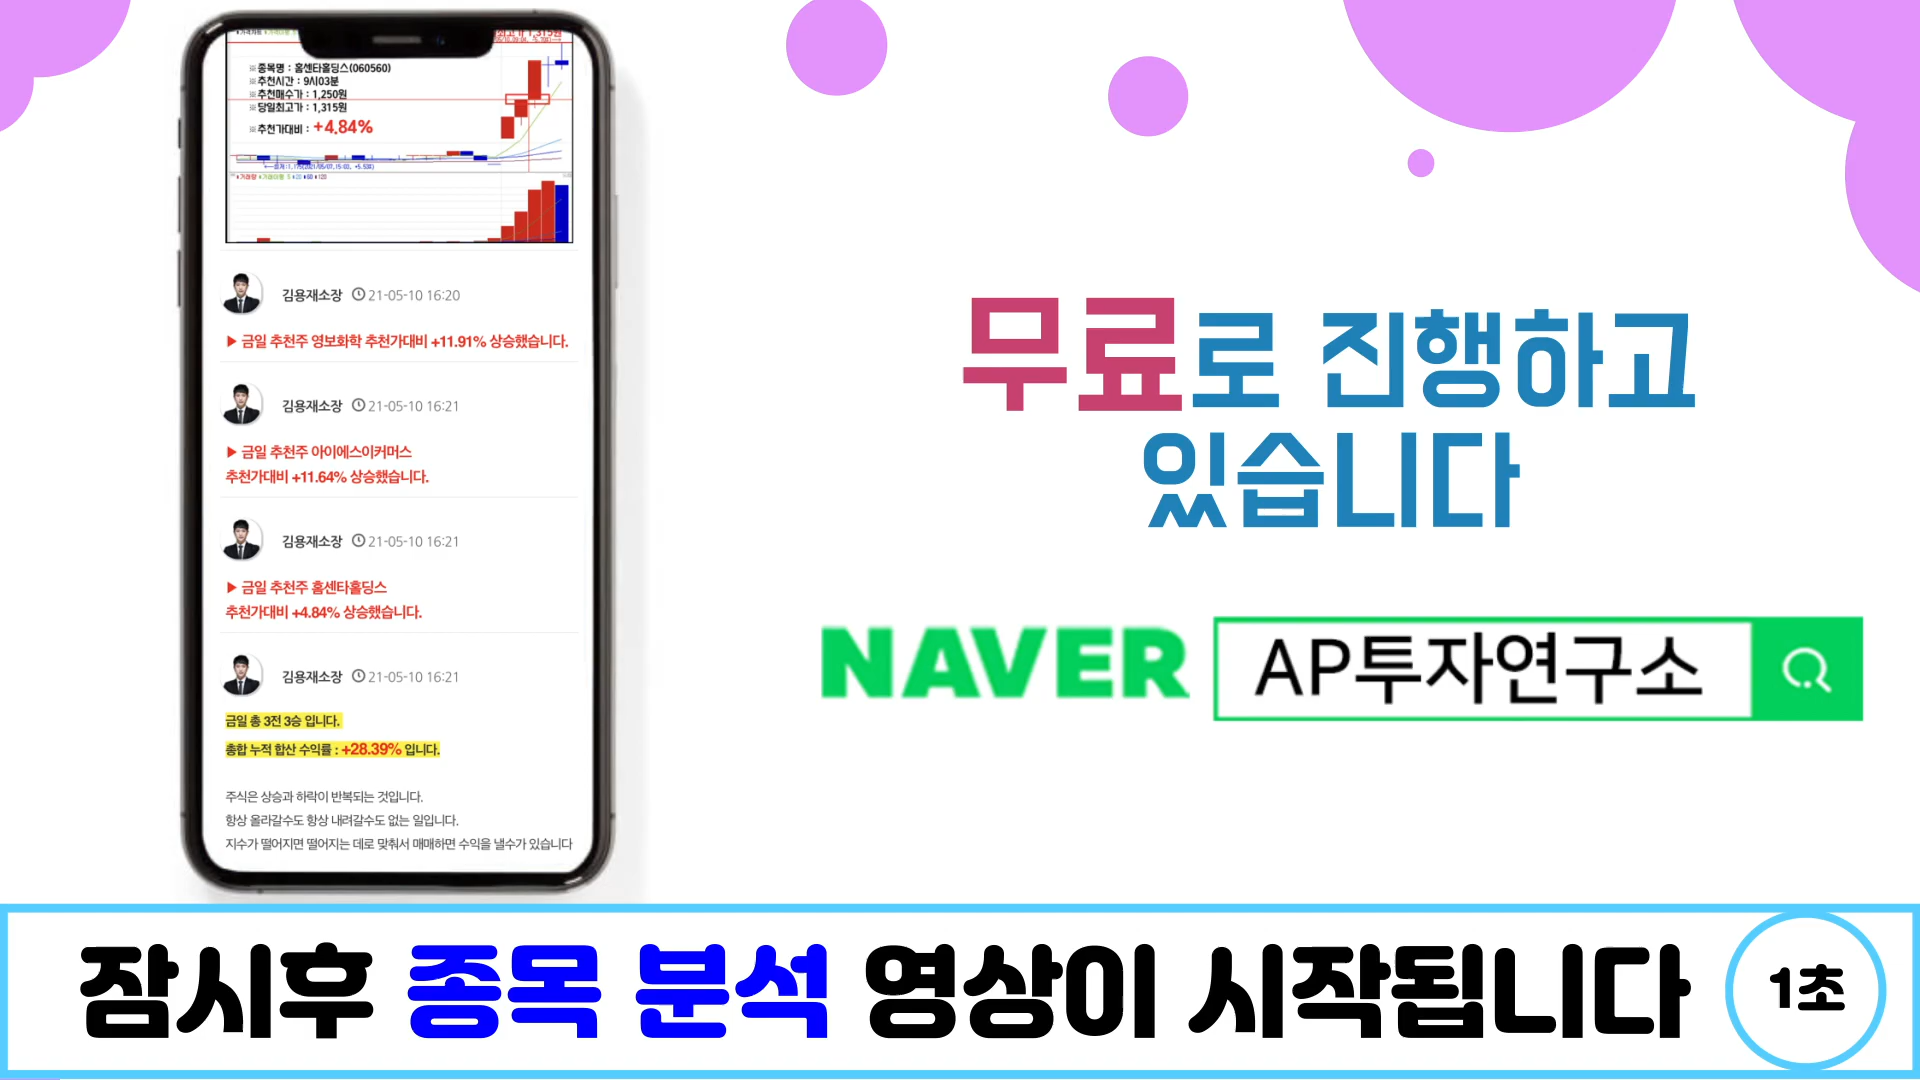 ※종목명 : 홈센타홀딩스(060560)
※추천시간 : 9시03분
※추천매수가 : 1,250원
※당일최고가 : 1,315원
※추천가대비 : +4.84%
김용재소장 21-05-10 16:20
▶ 금일 추천주 영보화학 추천가대비 +11.91% 상승했습니다.
김용재소장 21-05-10 16:21
▶ 금일 추천주 아이에스이커머스
추천가대비 +11.64% 상승했습니다.
김용재소장 21-05-10 16:21
▶ 금일 추천주 홈센타홀딩스
추천가대비 +4.84% 상승했습니다.
김용재소장 21-05-10 16:21
금일 총 3전 3승 입니다.
총합 누적 합산 수익률 : +28.39% 입니다.
주식은 상승과 하락이 반복되는 것입니다.
항상 올라갈수도 항상 내려갈수도 없는 일입니다.
지수가 떨어지면 떨어지는 데로 맞춰서 매매하면 수익을 낼수가 있습니다
무료로 진행하고
있습니다
NAVER AP투자연구소
잠시후 종목 분석 영상이 시작됩니다 1초